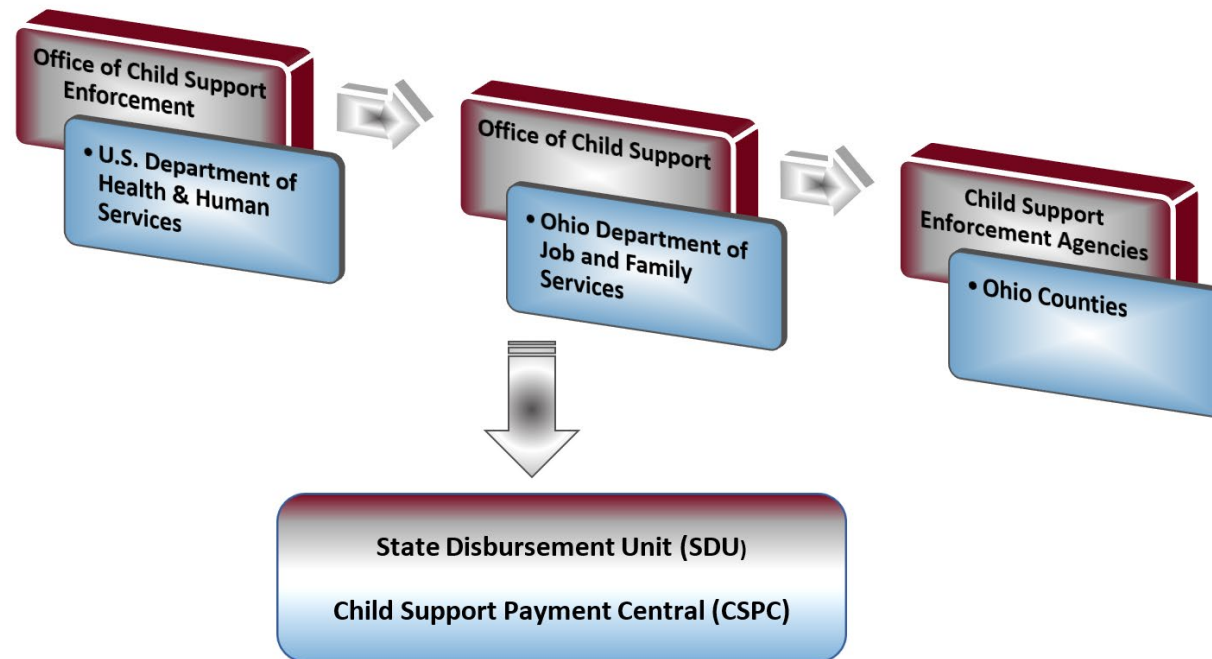 Office of Child Support
Enforcement
• U.S. Department of
Health & Human
Services
Office of Child Support
• Ohio Department of
Job and Family
Services
Child Support
Enforcement Agencies
• Ohio Counties
State Disbursement Unit (SDU)
Child Support Payment Central (CSPC)